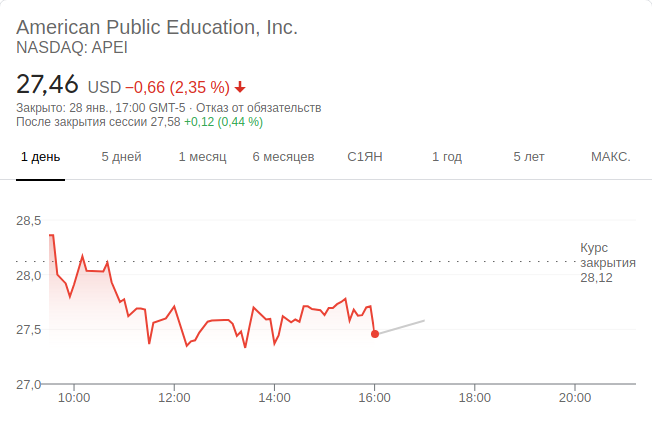 American Public Education, Inc.
NASDAQ: APEI
27,46 USD −0,66 (2,35 %)
Закрыто: 28 янв., 17:00 GMT-5 · Отказ от обязательств
После закрытия сессии 27,58 +0,12 (0,44 %)
1 день 5 дней 1 месяц 6 месяцев С1ЯН 1 год 5 лет МАКС.
28,5
28,0
27,5
27,0
Курс
закрытия
28,12
10:00 12:00 14:00 16:00 18:00 20:00